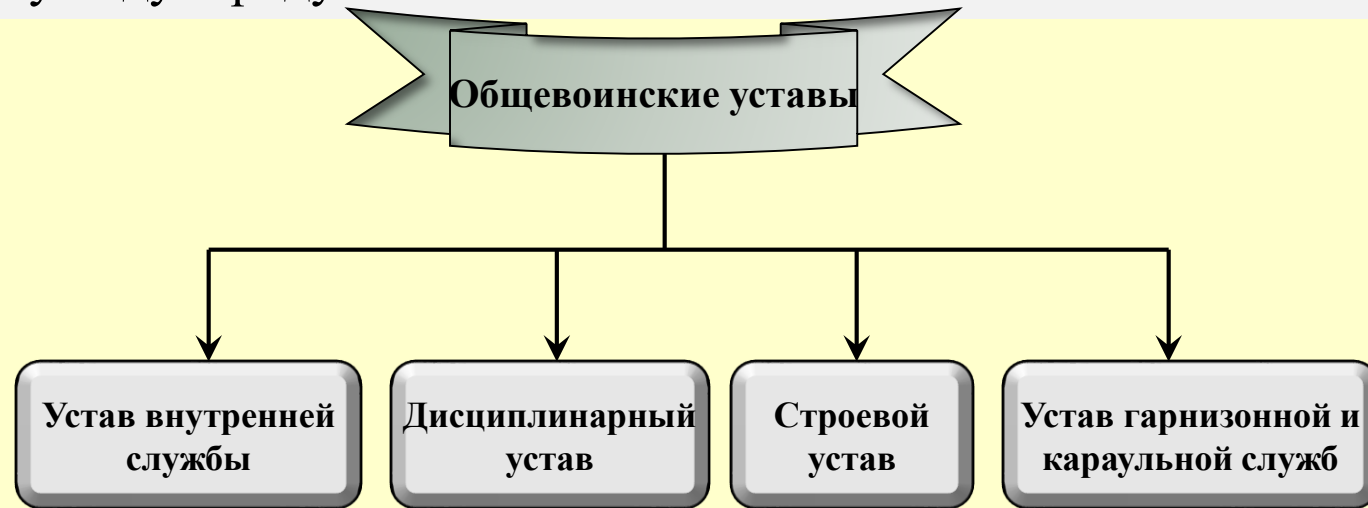 Общевоинские уставы
Устав внутренней
службы
Дисциплинарный
устав
Строевой
устав
Устав гарнизонной и
караульной служб